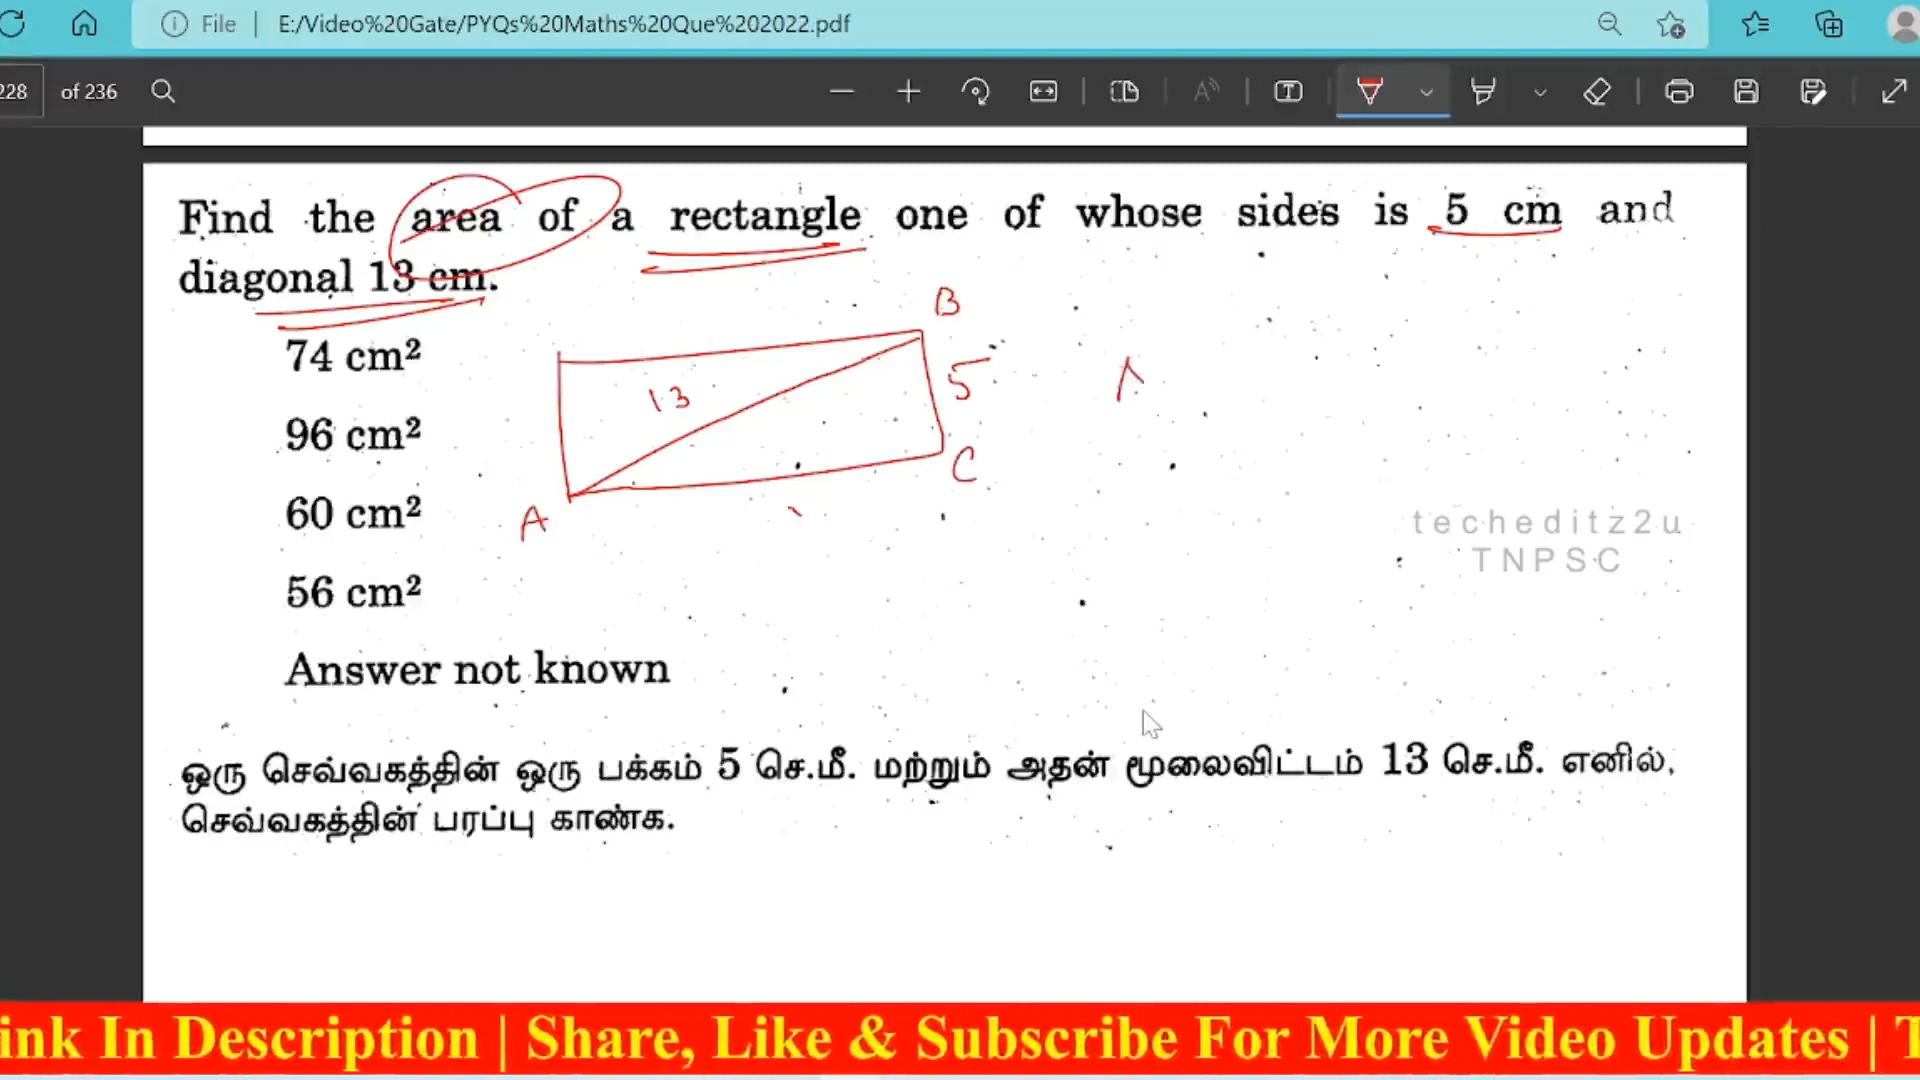 File | E:/Video%20Gate/PYQs%20Maths%20Que%202022.pdf
228 of 236
Find the area of a rectangle one of whose sides is 5 cm and
diagonal 13 cm.
B
74 cm²
5
A
13
96 cm²
C
60 cm²
A
techeditz2u
TNPSC
56 cm²
Answer not known
ஒரு செவ்வகத்தின் ஒரு பக்கம் 5 செ.மீ. மற்றும் அதன் மூலைவிட்டம் 13 செ.மீ. எனில்,
செவ்வகத்தின் பரப்பு காண்க.
ink In Description | Share, Like & Subscribe For More Video Updates | T